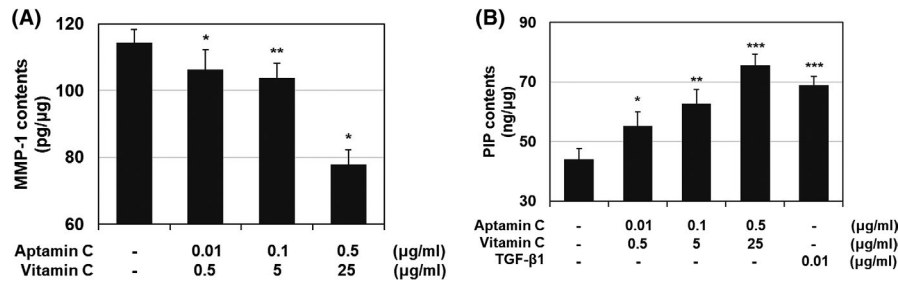 (A)
MMP-1 contents
(pg/µg)
120
100
80
60
*
**
*
Aptamin C - 0.01 0.1 0.5 (µg/ml)
Vitamin C - 0.5 5 25 (µg/ml)
(B)
PIP contents
(ng/µg)
90
70
50
30
*
**
***
***
Aptamin C - 0.01 0.1 0.5 - (µg/ml)
Vitamin C - 0.5 5 25 - (µg/ml)
TGF-β1 - - - - 0.01 (µg/ml)